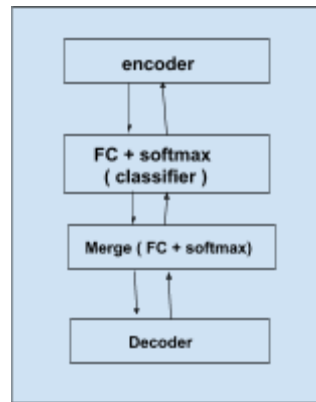 encoder
FC + softmax
( classifier )
Merge ( FC + softmax)
Decoder